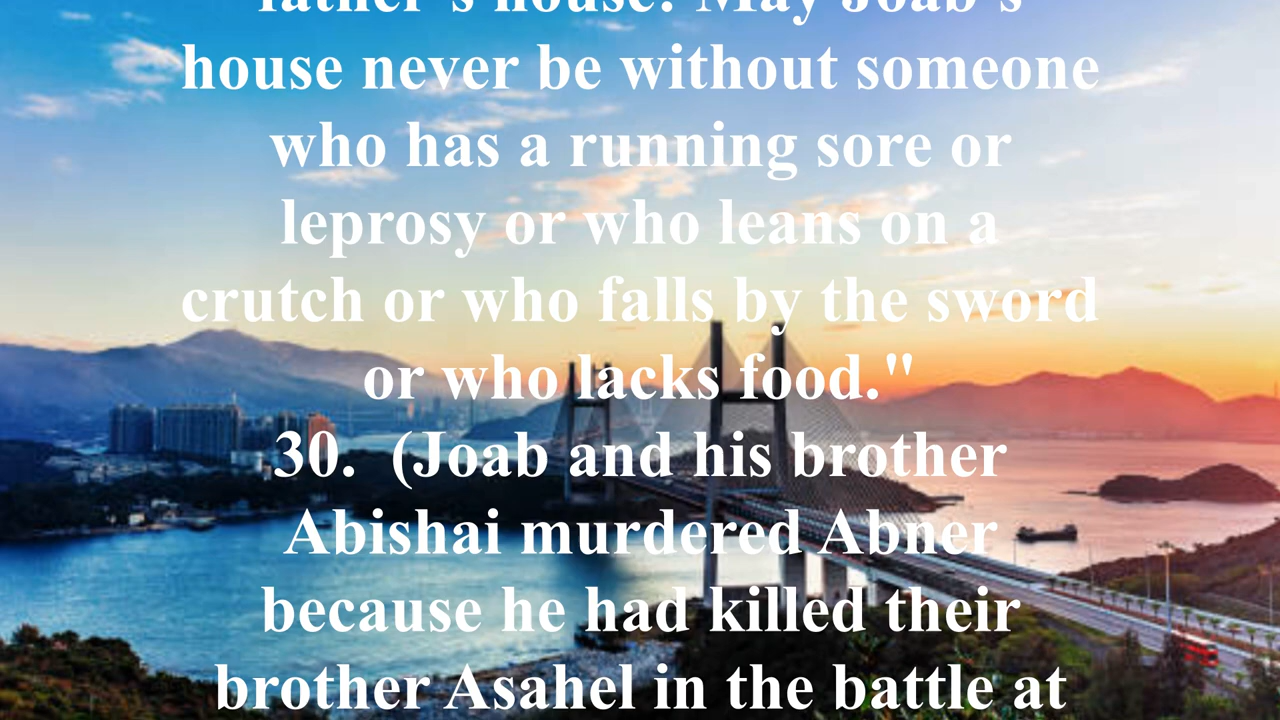 father's house! May Joab's
house never be without someone
who has a running sore or
leprosy or who leans on a
crutch or who falls by the sword
or who lacks food."
30. (Joab and his brother
Abishai murdered Abner
because he had killed their
brother Asahel in the battle at